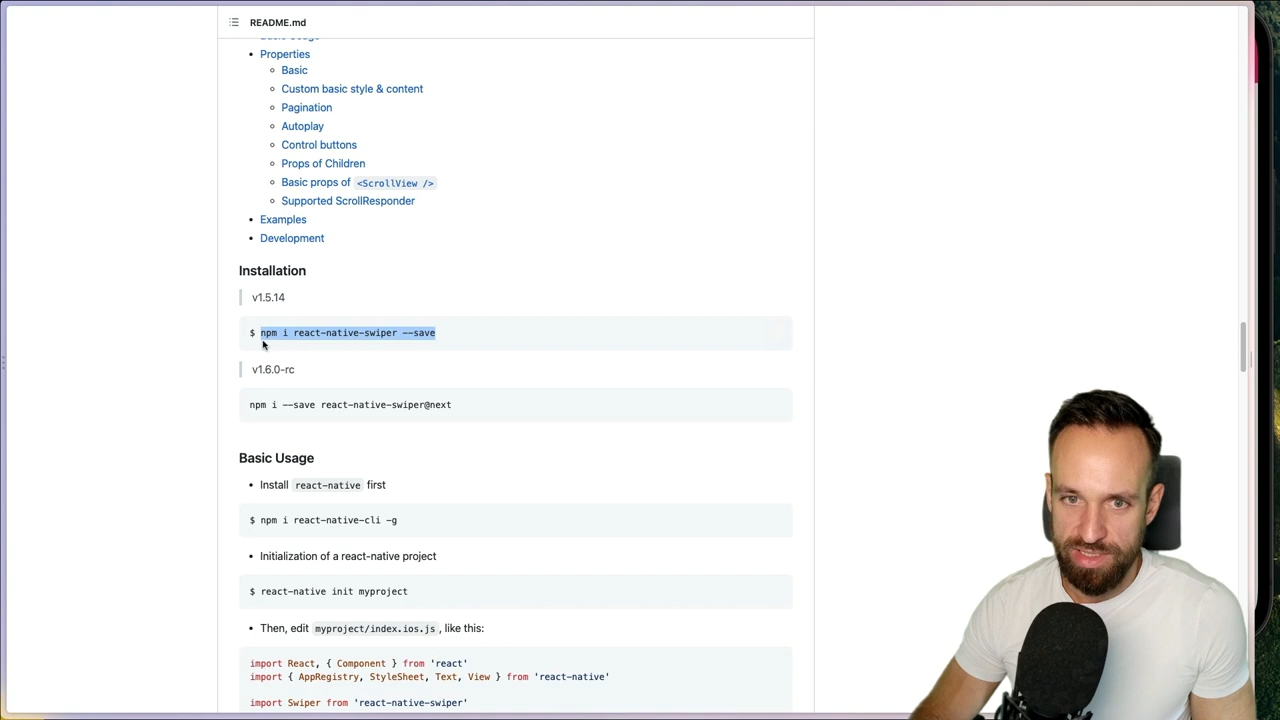 README.md
Properties
Basic
Custom basic style & content
Pagination
Autoplay
Control buttons
Props of Children
Basic props of <ScrollView />
Supported ScrollResponder
Examples
Development
Installation
v1.5.14
$ npm i react-native-swiper --save
v1.6.0-rc
npm i --save react-native-swiper@next
Basic Usage
Install react-native first
$ npm i react-native-cli -g
Initialization of a react-native project
$ react-native init myproject
Then, edit myproject/index.ios.js, like this:
import React, { Component } from 'react'
import { AppRegistry, StyleSheet, Text, View } from 'react-native'
import Swiper from 'react-native-swiper'